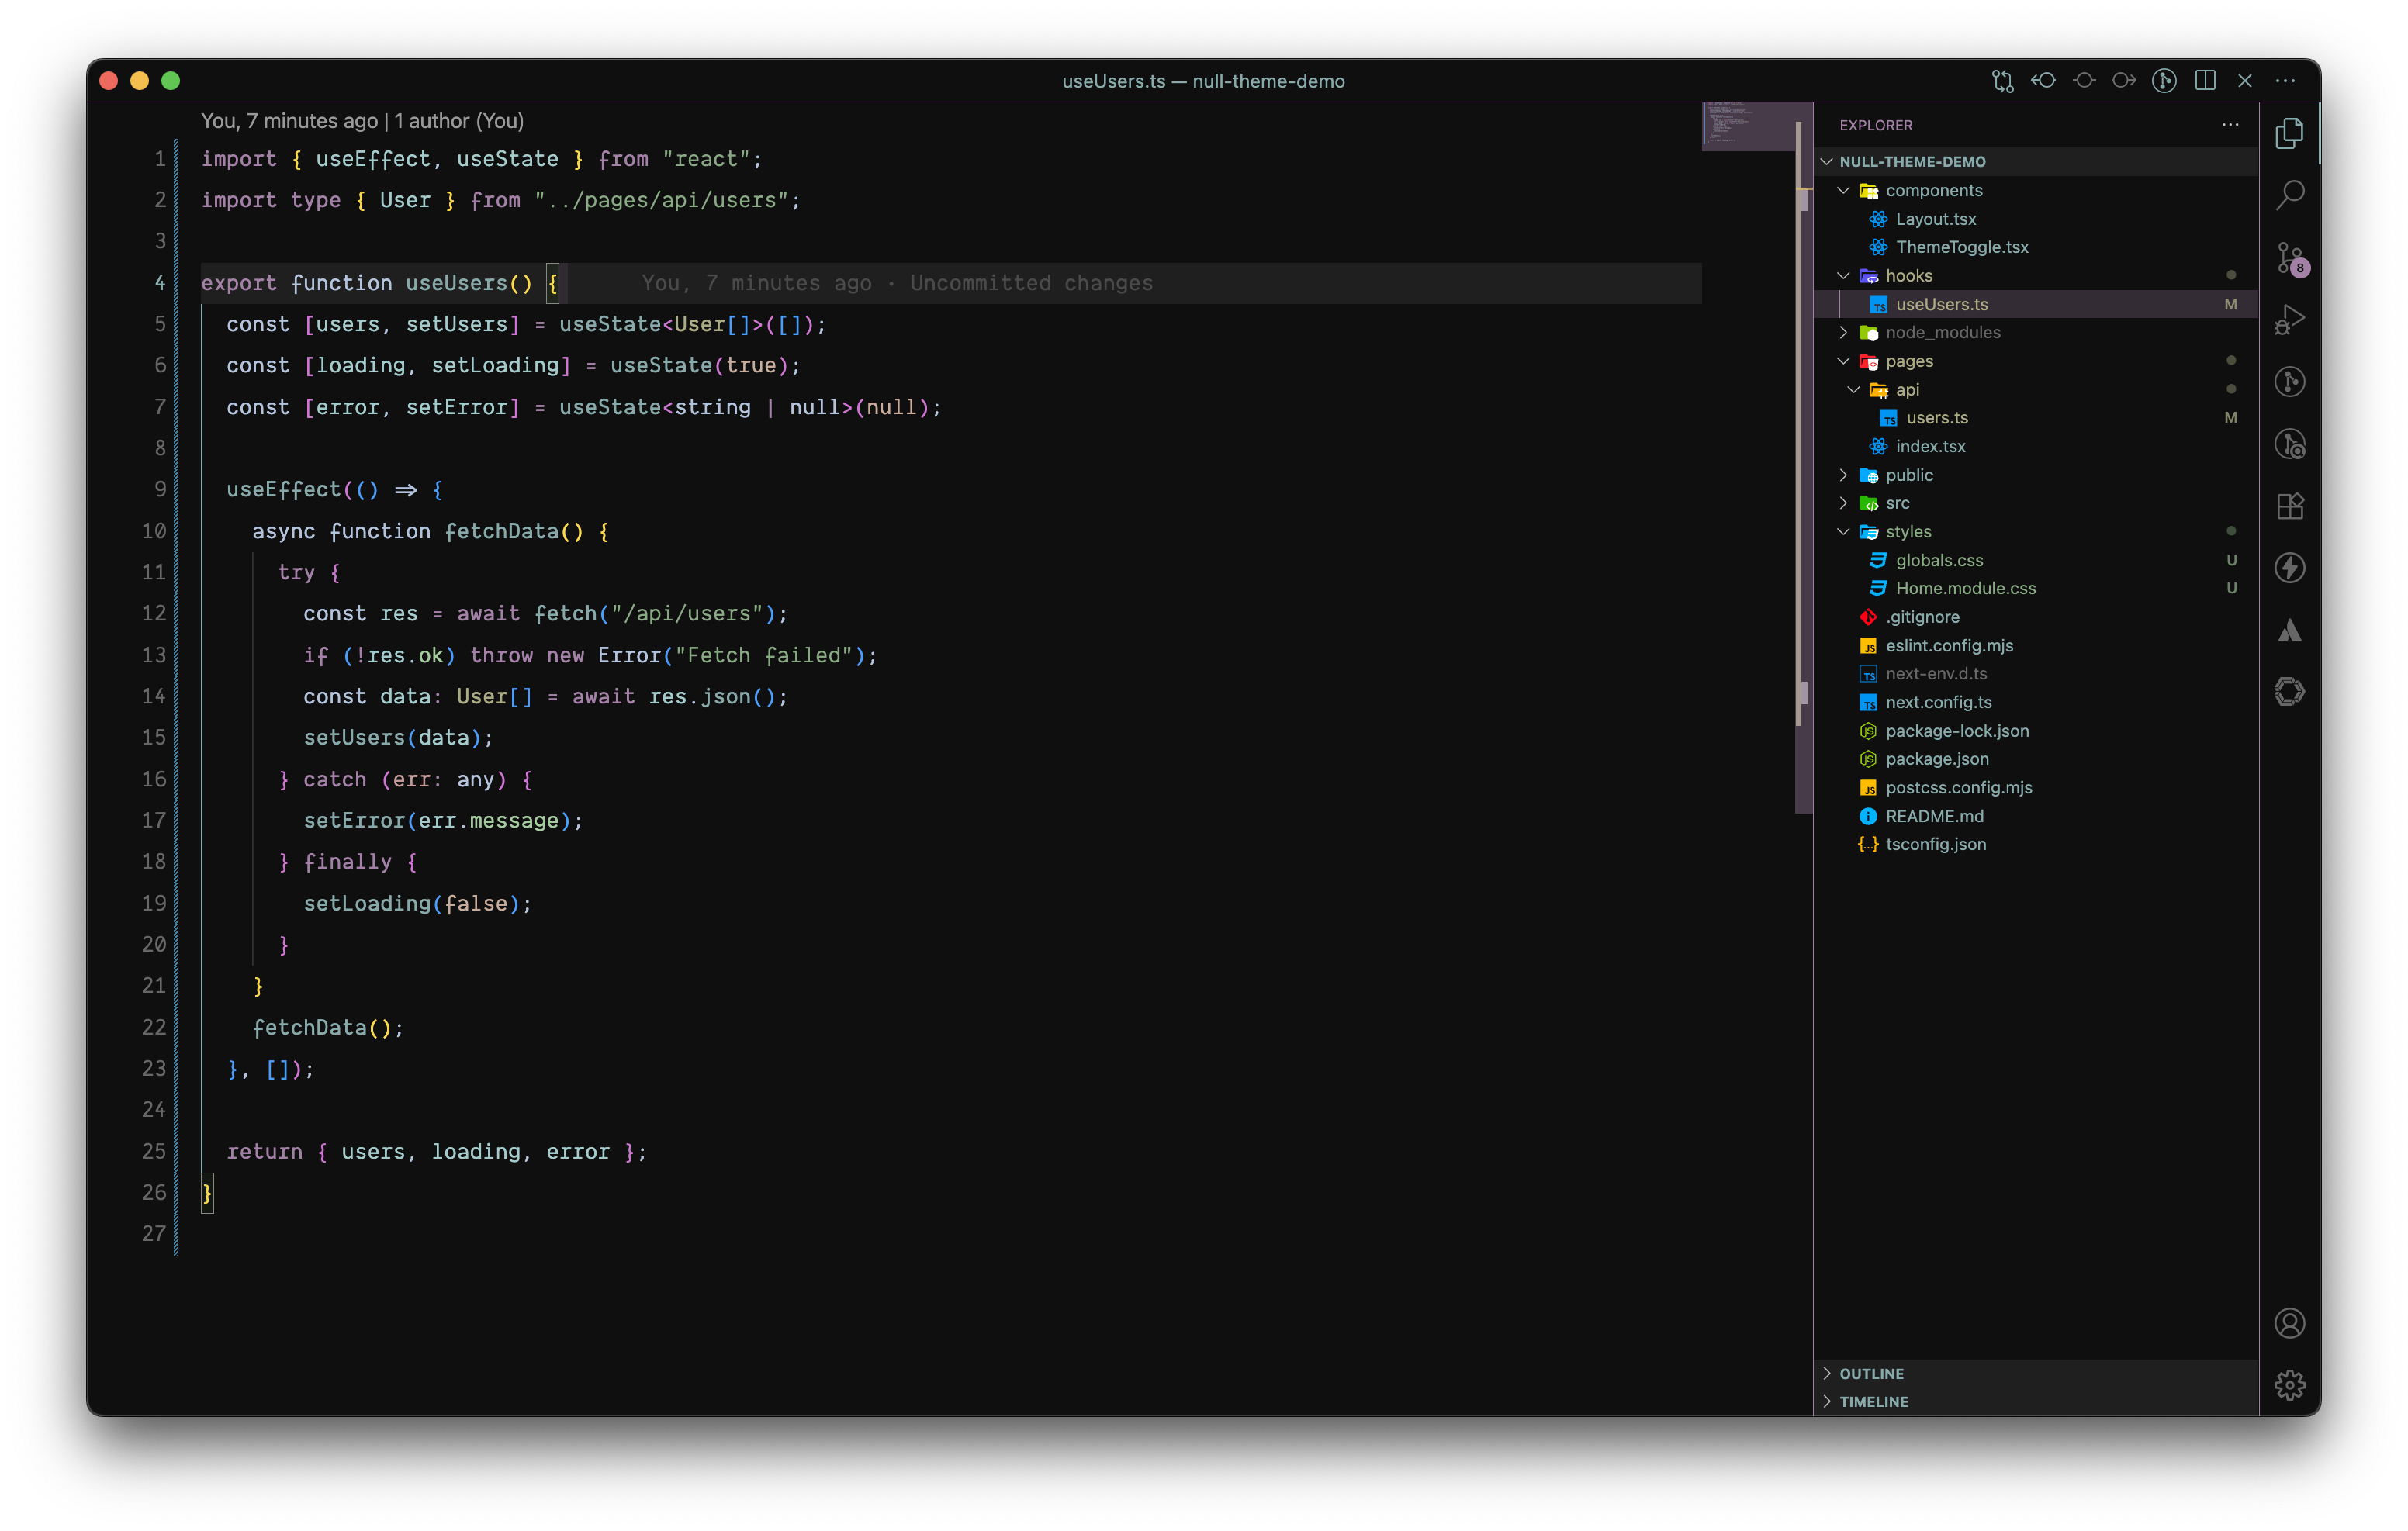 useUsers.ts — null-theme-demo
You, 7 minutes ago | 1 author (You)
1 import { useEffect, useState } from "react";
2 import type { User } from "../pages/api/users";
3
4 export function useUsers() { You, 7 minutes ago • Uncommitted changes
5 const [users, setUsers] = useState<User[]>([]);
6 const [loading, setLoading] = useState(true);
7 const [error, setError] = useState<string | null>(null);
8
9 useEffect(() => {
10 async function fetchData() {
11 try {
12 const res = await fetch("/api/users");
13 if (!res.ok) throw new Error("Fetch failed");
14 const data: User[] = await res.json();
15 setUsers(data);
16 } catch (err: any) {
17 setError(err.message);
18 } finally {
19 setLoading(false);
20 }
21 }
22 fetchData();
23 }, []);
24
25 return { users, loading, error };
26 }
27
EXPLORER
NULL-THEME-DEMO
components
Layout.tsx
ThemeToggle.tsx
hooks
TS useUsers.ts M
node_modules
pages
api
TS users.ts M
index.tsx
public
src
styles
globals.css U
Home.module.css U
.gitignore
JS eslint.config.mjs
TS next-env.d.ts
TS next.config.ts
JS package-lock.json
JS package.json
JS postcss.config.mjs
README.md
{...} tsconfig.json
OUTLINE
TIMELINE
8